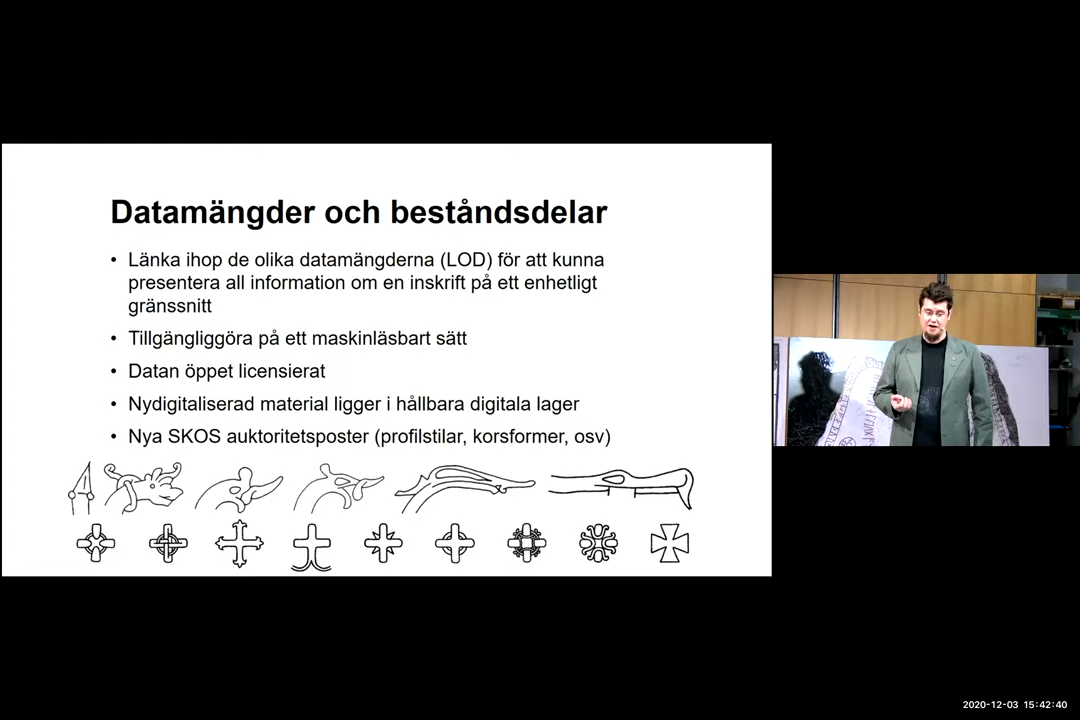 Datamängder och beståndsdelar
• Länka ihop de olika datamängderna (LOD) för att kunna
presentera all information om en inskrift på ett enhetligt
gränssnitt
• Tillgängliggöra på ett maskinläsbart sätt
• Datan öppet licensierat
• Nydigitaliserad material ligger i hållbara digitala lager
• Nya SKOS auktoritetsposter (profilstilar, korsformer, osv)
2020-12-03 15:42:40